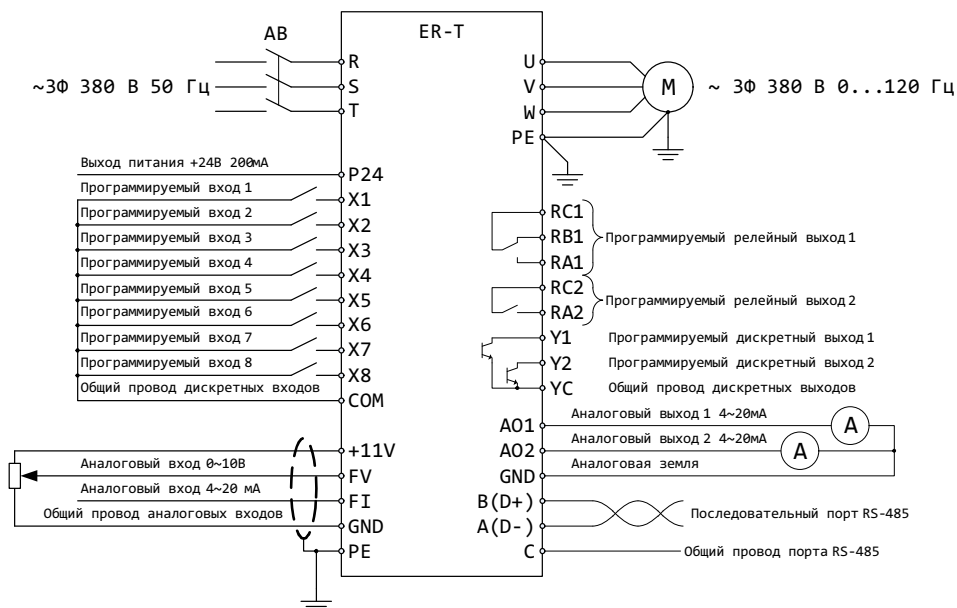 АВ
ER-T
~3Ф 380 В 50 Гц
R
S
T
U
V
W
PE
M
~ 3Ф 380 В 0...120 Гц
Выход питания +24В 200мА
P24
Программируемый вход 1
X1
Программируемый вход 2
X2
Программируемый вход 3
X3
Программируемый вход 4
X4
Программируемый вход 5
X5
Программируемый вход 6
X6
Программируемый вход 7
X7
Программируемый вход 8
X8
Общий провод дискретных входов
COM
RC1
RB1
RA1
Программируемый релейный выход 1
RC2
RA2
Программируемый релейный выход 2
Y1
Программируемый дискретный выход 1
Y2
Программируемый дискретный выход 2
YC
Общий провод дискретных выходов
AO1
Аналоговый выход 1 4~20мА
A
AO2
Аналоговый выход 2 4~20мА
A
GND
Аналоговая земля
+11V
Аналоговый вход 0~10В
FV
Аналоговый вход 4~20 мА
FI
Общий провод аналоговых входов
GND
PE
B(D+)
A(D-)
Последовательный порт RS-485
C
Общий провод порта RS-485